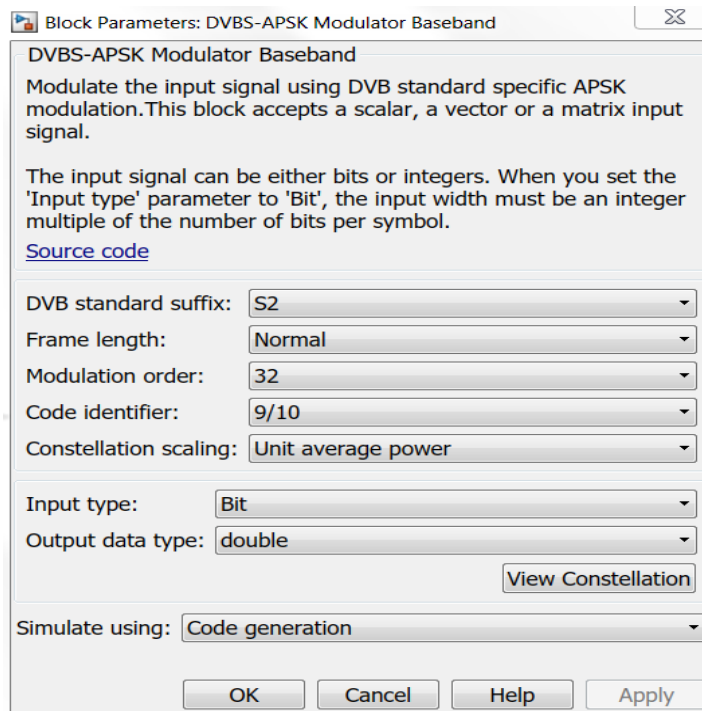 Block Parameters: DVBS-APSK Modulator Baseband
DVBS-APSK Modulator Baseband
Modulate the input signal using DVB standard specific APSK
modulation.This block accepts a scalar, a vector or a matrix input
signal.
The input signal can be either bits or integers. When you set the
'Input type' parameter to 'Bit', the input width must be an integer
multiple of the number of bits per symbol.
Source code
DVB standard suffix: S2
Frame length: Normal
Modulation order: 32
Code identifier: 9/10
Constellation scaling: Unit average power
Input type: Bit
Output data type: double
View Constellation
Simulate using: Code generation
OK Cancel Help Apply